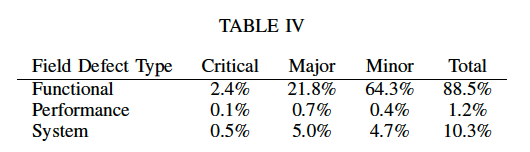 TABLE IV
Field Defect Type Critical Major Minor Total
Functional 2.4% 21.8% 64.3% 88.5%
Performance 0.1% 0.7% 0.4% 1.2%
System 0.5% 5.0% 4.7% 10.3%